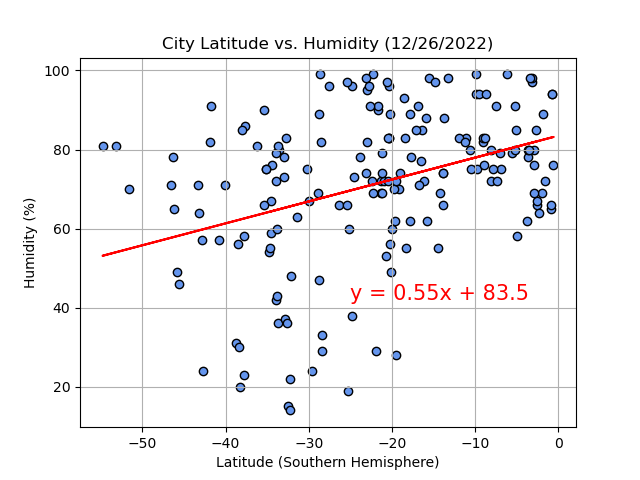 City Latitude vs. Humidity (12/26/2022)
100
80
60
40
20
Humidity (%)
y = 0.55x + 83.5
−50 −40 −30 −20 −10 0
Latitude (Southern Hemisphere)